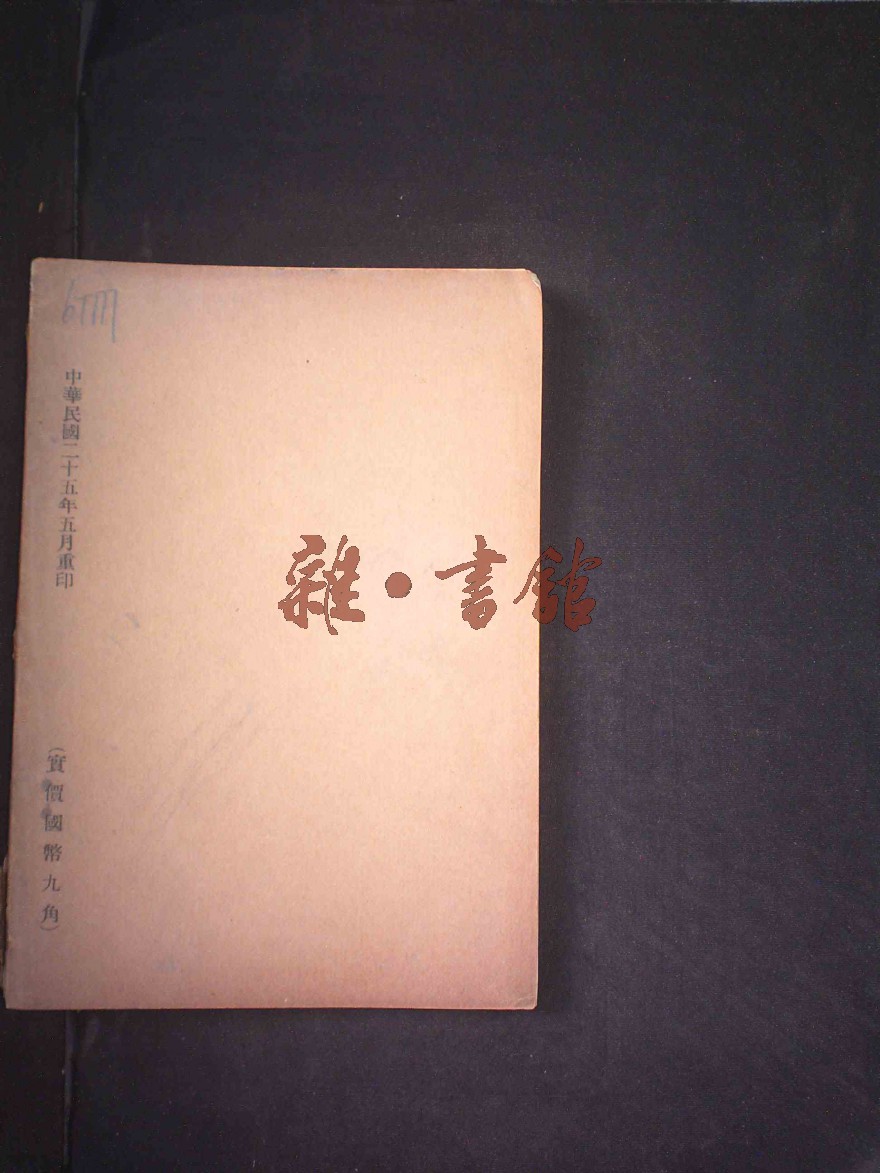 中華民國二十五年五月重印
（實價國幣九角）
雜·書館